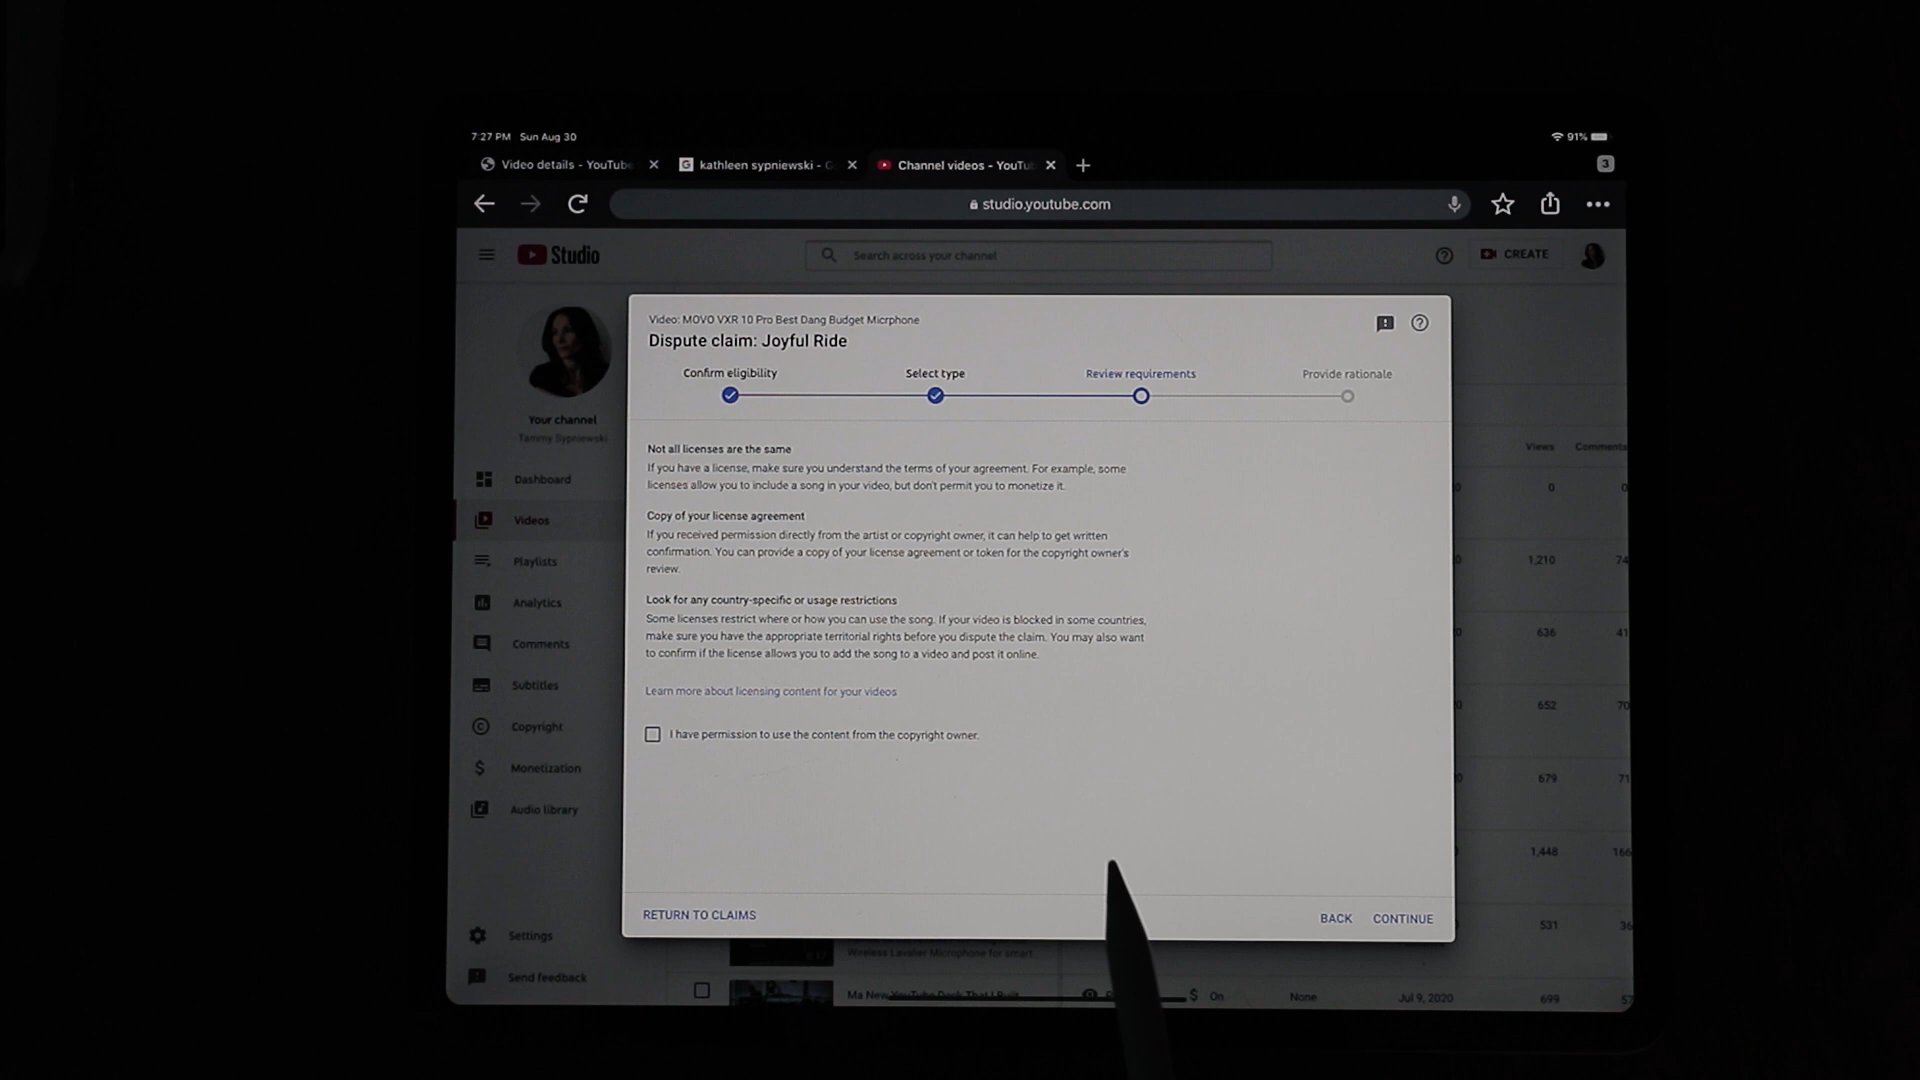 7:27 PM Sun Aug 30
91%
Video details - YouTube
kathleen sypniewski - G
Channel videos - YouTu
3
studio.youtube.com
Studio
Search across your channel
CREATE
Video: MOVO VXR 10 Pro Best Dang Budget Micrphone
Dispute claim: Joyful Ride
Confirm eligibility
Select type
Review requirements
Provide rationale
Your channel
Tammy Sypniewski
Dashboard
Videos
Playlists
Analytics
Comments
Subtitles
Copyright
Monetization
Audio library
Settings
Send feedback
Not all licenses are the same
If you have a license, make sure you understand the terms of your agreement. For example, some
licenses allow you to include a song in your video, but don't permit you to monetize it.
Copy of your license agreement
If you received permission directly from the artist or copyright owner, it can help to get written
confirmation. You can provide a copy of your license agreement or token for the copyright owner's
review.
Look for any country-specific or usage restrictions
Some licenses restrict where or how you can use the song. If your video is blocked in some countries,
make sure you have the appropriate territorial rights before you dispute the claim. You may also want
to confirm if the license allows you to add the song to a video and post it online.
Learn more about licensing content for your videos
I have permission to use the content from the copyright owner.
RETURN TO CLAIMS
BACK
CONTINUE
Views Comments
0 0
1,210 74
636 41
652 70
679 71
1,448 166
531 36
Wireless Lavalier Microphone for smart...
8:17
Ma New YouTube Desk That I Built
$ On
None
Jul 9, 2020
699 57